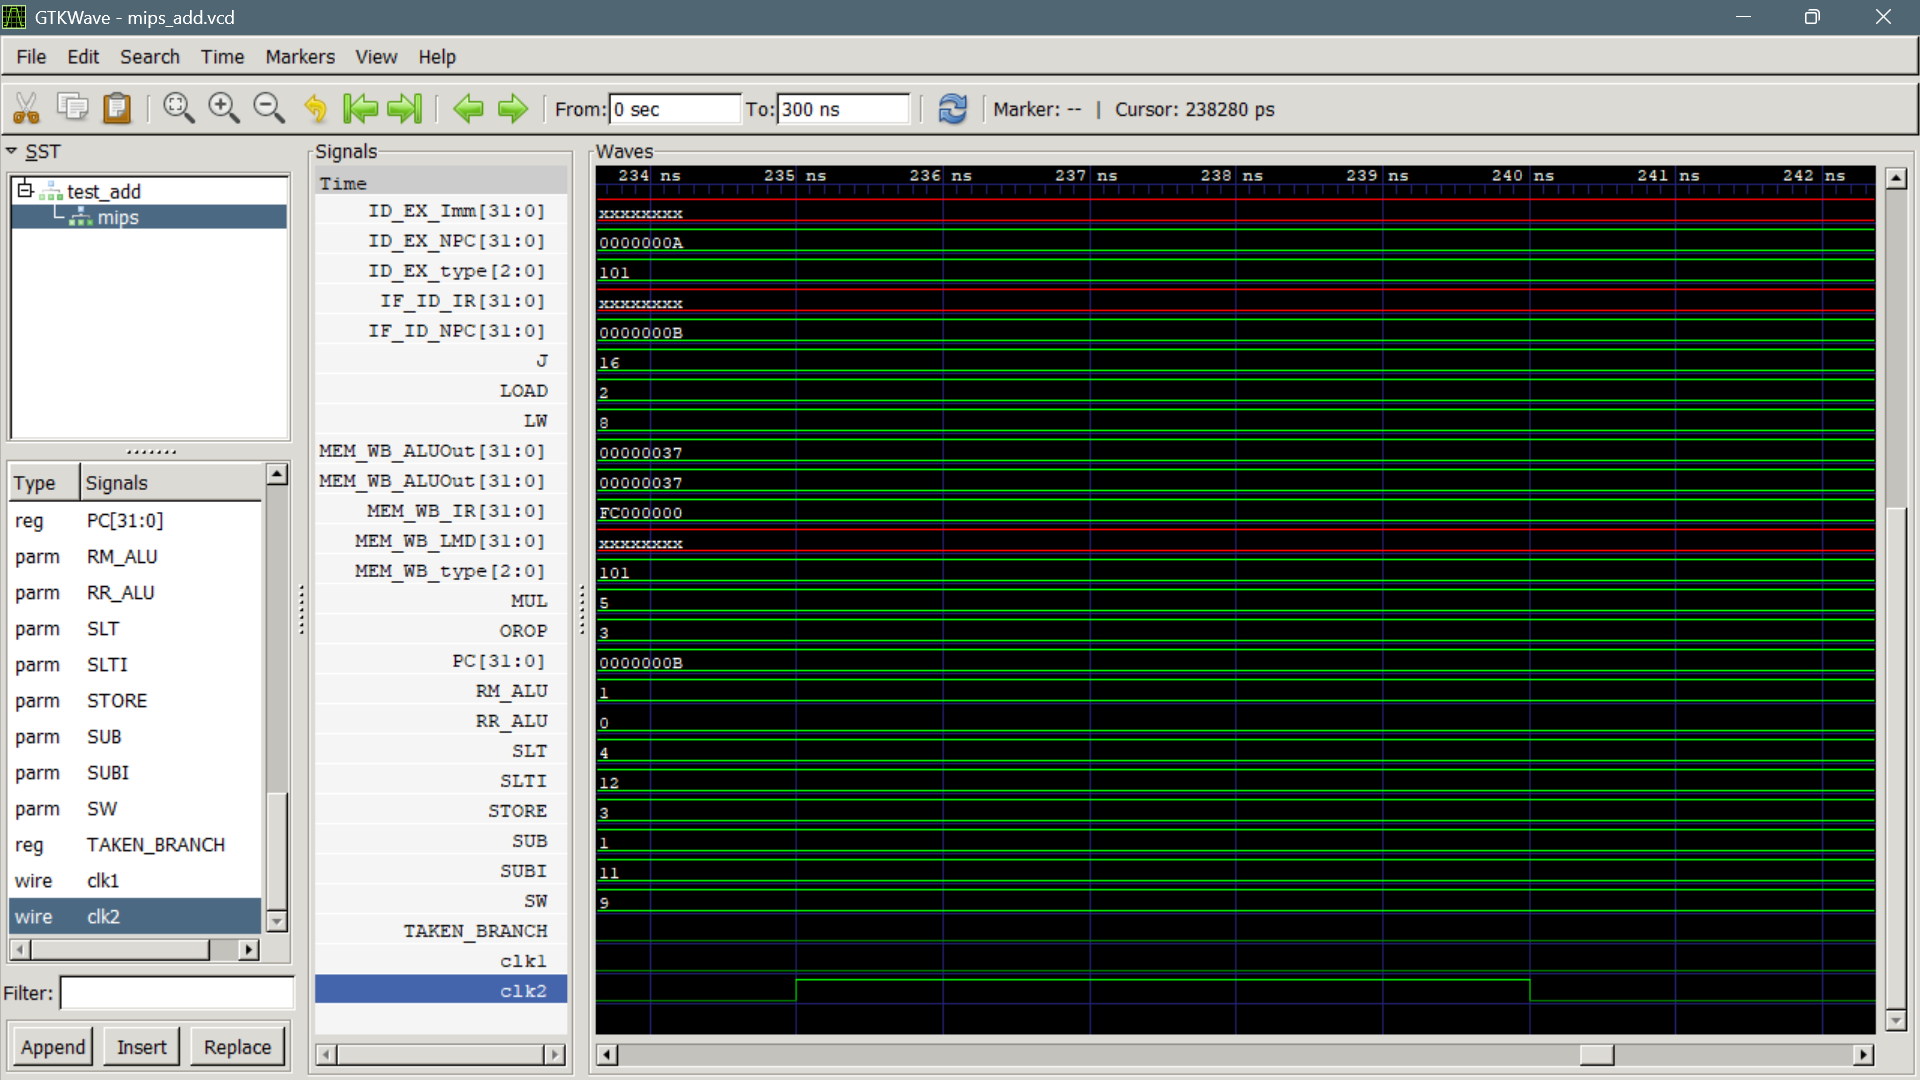 GTKWave - mips_add.vcd
File Edit Search Time Markers View Help
From: 0 sec To: 300 ns Marker: -- | Cursor: 238280 ps
SST
test_add
mips
Type Signals
reg PC[31:0]
parm RM_ALU
parm RR_ALU
parm SLT
parm SLTI
parm STORE
parm SUB
parm SUBI
parm SW
reg TAKEN_BRANCH
wire clk1
wire clk2
Filter:
Append Insert Replace
Signals
Time
ID_EX_Imm[31:0]
ID_EX_NPC[31:0]
ID_EX_type[2:0]
IF_ID_IR[31:0]
IF_ID_NPC[31:0]
J
LOAD
LW
MEM_WB_ALUOut[31:0]
MEM_WB_ALUOut[31:0]
MEM_WB_IR[31:0]
MEM_WB_LMD[31:0]
MEM_WB_type[2:0]
MUL
OROP
PC[31:0]
RM_ALU
RR_ALU
SLT
SLTI
STORE
SUB
SUBI
SW
TAKEN_BRANCH
clk1
clk2
Waves
234 ns 235 ns 236 ns 237 ns 238 ns 239 ns 240 ns 241 ns 242 ns
xxxxxxxx
0000000A
101
xxxxxxxx
0000000B
16
2
8
00000037
00000037
FC000000
xxxxxxxx
101
5
3
0000000B
1
0
4
12
3
1
11
9